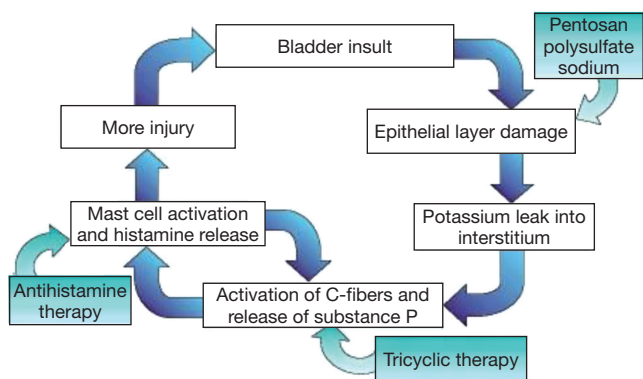 Bladder insult
Pentosan
polysulfate
sodium
More injury
Epithelial layer damage
Mast cell activation
and histamine release
Potassium leak into
interstitium
Antihistamine
therapy
Activation of C-fibers and
release of substance P
Tricyclic therapy